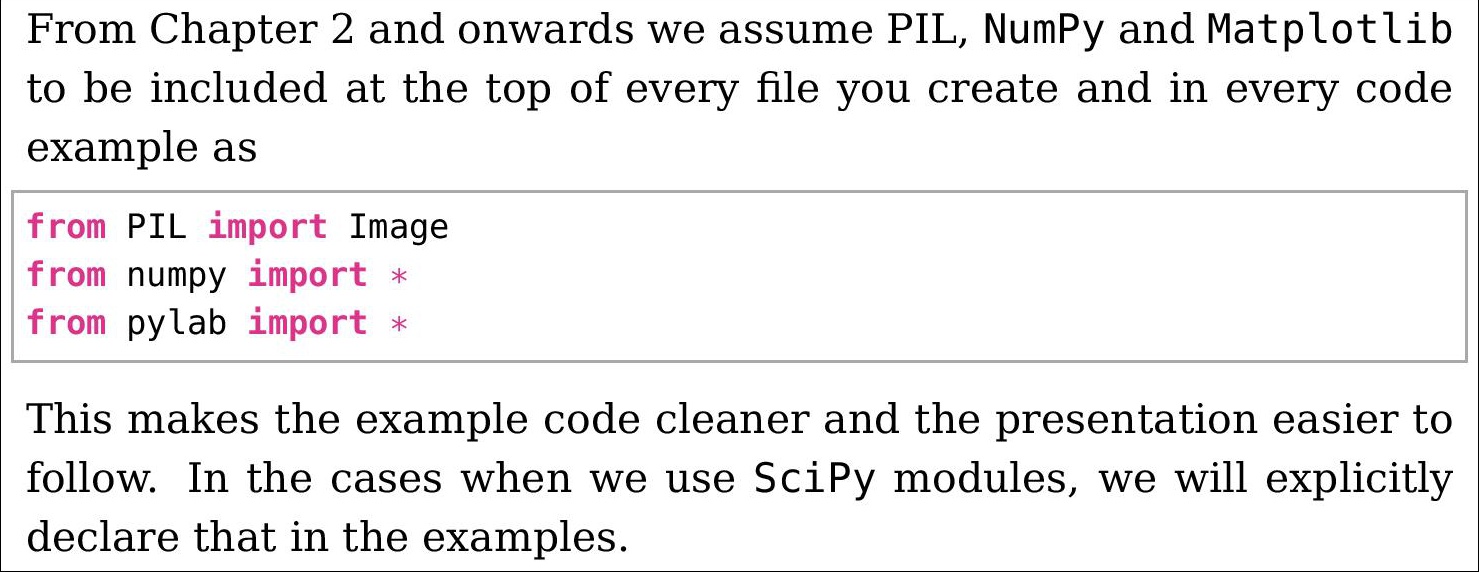 From Chapter 2 and onwards we assume PIL, NumPy and Matplotlib
to be included at the top of every file you create and in every code
example as
from PIL import Image
from numpy import *
from pylab import *
This makes the example code cleaner and the presentation easier to
follow. In the cases when we use SciPy modules, we will explicitly
declare that in the examples.